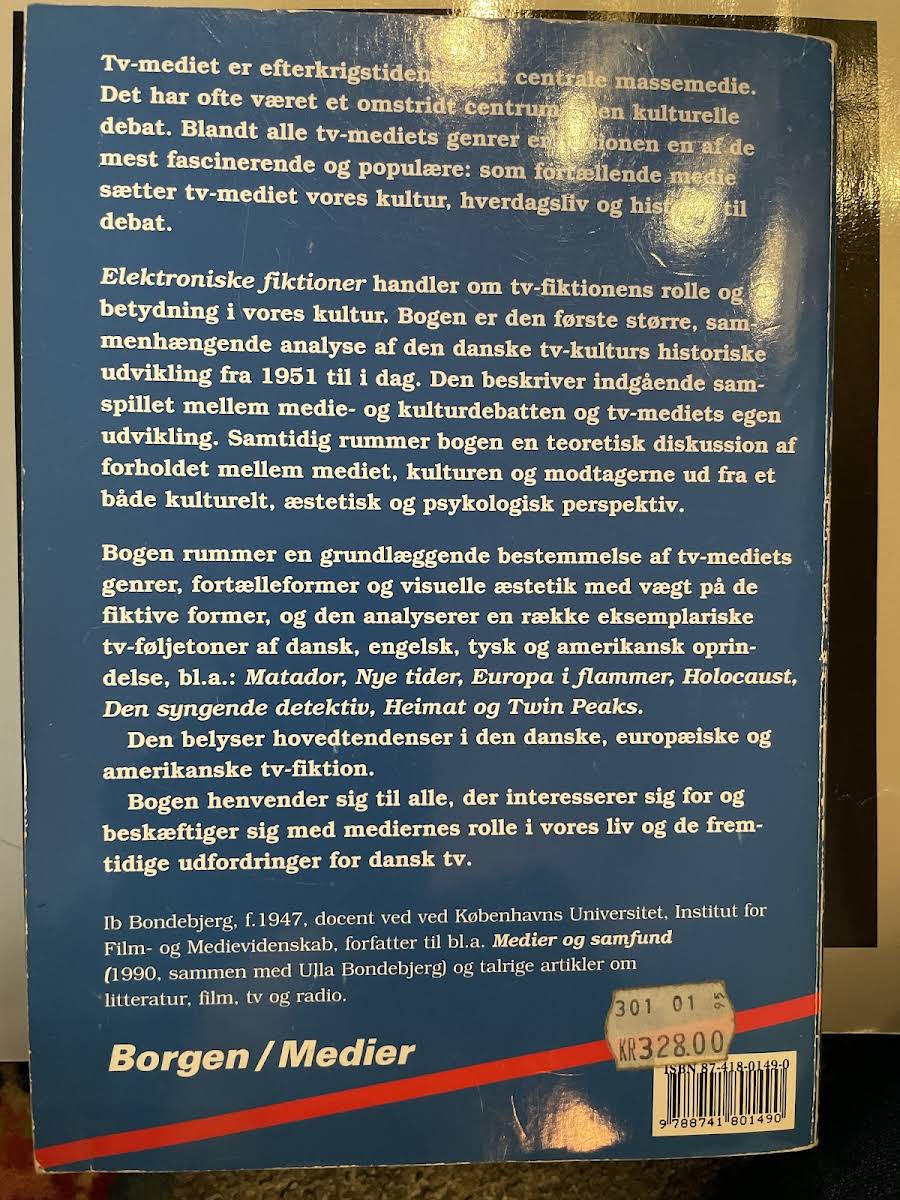 Tv-mediet er efterkrigstidens centrale massemedie.
Det har ofte været et omstridt centrum en kulturelle
debat. Blandt alle tv-mediets genrer er en af de
mest fascinerende og populære: som fortællende medie
sætter tv-mediet vores kultur, hverdagsliv og historie til
debat.
Elektroniske fiktioner handler om tv-fiktionens rolle og
betydning i vores kultur. Bogen er den første større, sam-
menhængende analyse af den danske tv-kulturs historiske
udvikling fra 1951 til i dag. Den beskriver indgående sam-
spillet mellem medie- og kulturdebatten og tv-mediets egen
udvikling. Samtidig rummer bogen en teoretisk diskussion af
forholdet mellem mediet, kulturen og modtagerne ud fra et
både kulturelt, æstetisk og psykologisk perspektiv.
Bogen rummer en grundlæggende bestemmelse af tv-mediets
genrer, fortælleformer og visuelle æstetik med vægt på de
fiktive former, og den analyserer en række eksemplariske
tv-føljetoner af dansk, engelsk, tysk og amerikansk oprin-
delse, bl.a.: Matador, Nye tider, Europa i flammer, Holocaust,
Den syngende detektiv, Heimat og Twin Peaks.
Den belyser hovedtendenser i den danske, europæiske og
amerikanske tv-fiktion.
Bogen henvender sig til alle, der interesserer sig for og
beskæftiger sig med mediernes rolle i vores liv og de frem-
tidige udfordringer for dansk tv.
Ib Bondebjerg, f.1947, docent ved ved Københavns Universitet, Institut for
Film- og Medievidenskab, forfatter til bl.a. Medier og samfund
(1990, sammen med Ulla Bondebjerg) og talrige artikler om
litteratur, film, tv og radio.
301 01 95
KR328.00
Borgen/Medier
ISBN 87-418-0149-0
9 788741 801490